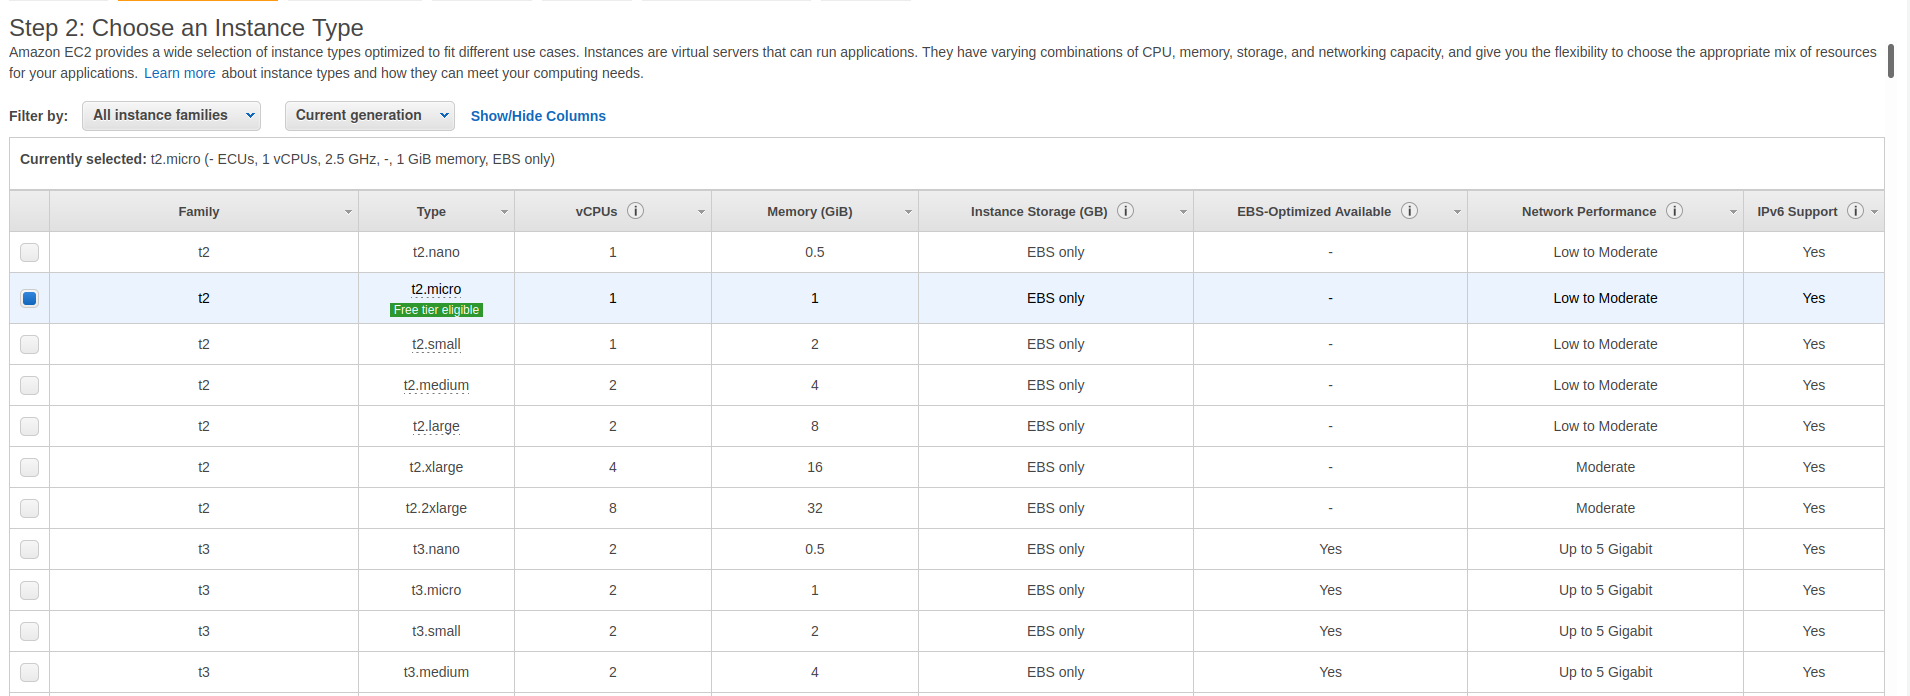 Step 2: Choose an Instance Type
Amazon EC2 provides a wide selection of instance types optimized to fit different use cases. Instances are virtual servers that can run applications. They have varying combinations of CPU, memory, storage, and networking capacity, and give you the flexibility to choose the appropriate mix of resources
for your applications. Learn more about instance types and how they can meet your computing needs.
Filter by: All instance families Current generation Show/Hide Columns
Currently selected: t2.micro (- ECUs, 1 vCPUs, 2.5 GHz, -, 1 GiB memory, EBS only)
Family Type vCPUs Memory (GiB) Instance Storage (GB) EBS-Optimized Available Network Performance IPv6 Support
t2 t2.nano 1 0.5 EBS only - Low to Moderate Yes
t2 t2.micro 1 1 EBS only - Low to Moderate Yes
Free tier eligible
t2 t2.small 1 2 EBS only - Low to Moderate Yes
t2 t2.medium 2 4 EBS only - Low to Moderate Yes
t2 t2.large 2 8 EBS only - Low to Moderate Yes
t2 t2.xlarge 4 16 EBS only - Moderate Yes
t2 t2.2xlarge 8 32 EBS only - Moderate Yes
t3 t3.nano 2 0.5 EBS only Yes Up to 5 Gigabit Yes
t3 t3.micro 2 1 EBS only Yes Up to 5 Gigabit Yes
t3 t3.small 2 2 EBS only Yes Up to 5 Gigabit Yes
t3 t3.medium 2 4 EBS only Yes Up to 5 Gigabit Yes